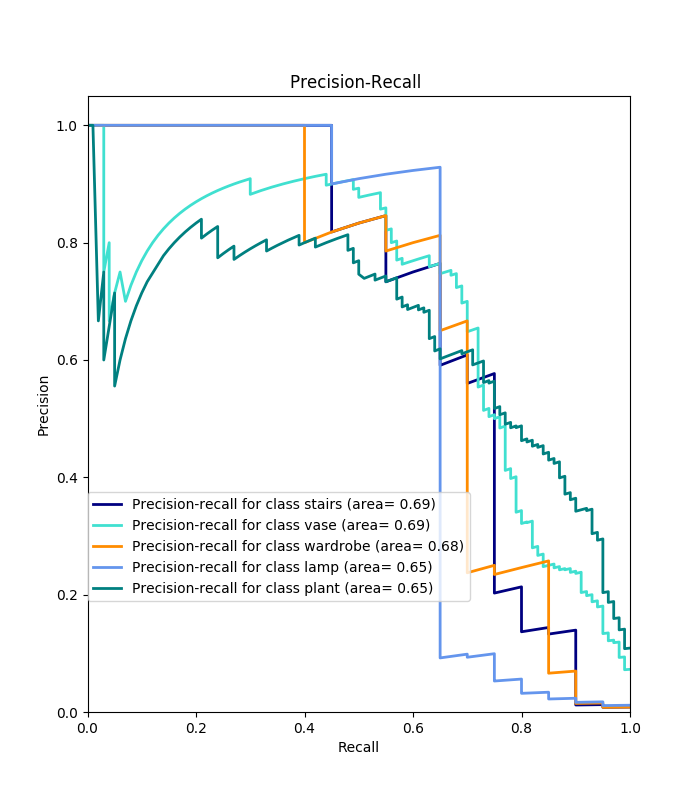 Precision-Recall
1.0
0.8
0.6
0.4
0.2
0.0
Precision
Precision-recall for class stairs (area= 0.69)
Precision-recall for class vase (area= 0.69)
Precision-recall for class wardrobe (area= 0.68)
Precision-recall for class lamp (area= 0.65)
Precision-recall for class plant (area= 0.65)
0.0 0.2 0.4 0.6 0.8 1.0
Recall